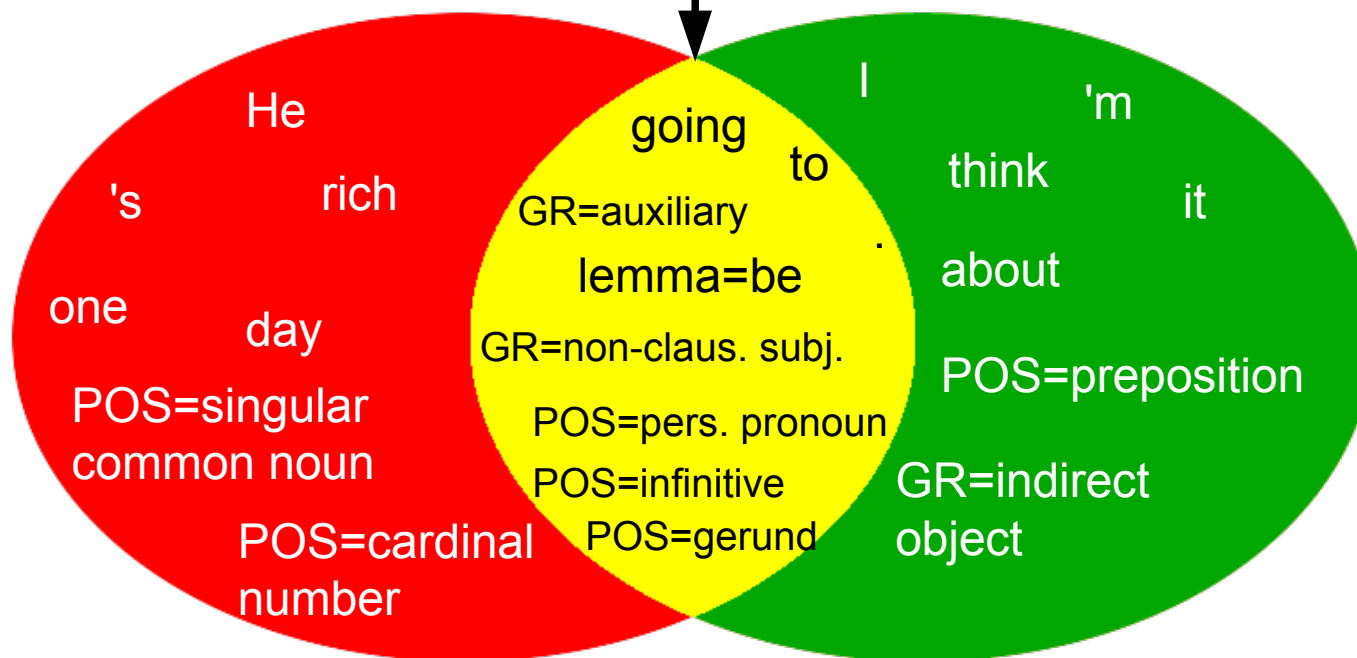 He
's
rich
one
day
POS=singular
common noun
POS=cardinal
number
going
to
GR=auxiliary
.
lemma=be
GR=non-claus. subj.
POS=pers. pronoun
POS=infinitive
POS=gerund
I
'm
think
it
about
POS=preposition
GR=indirect
object